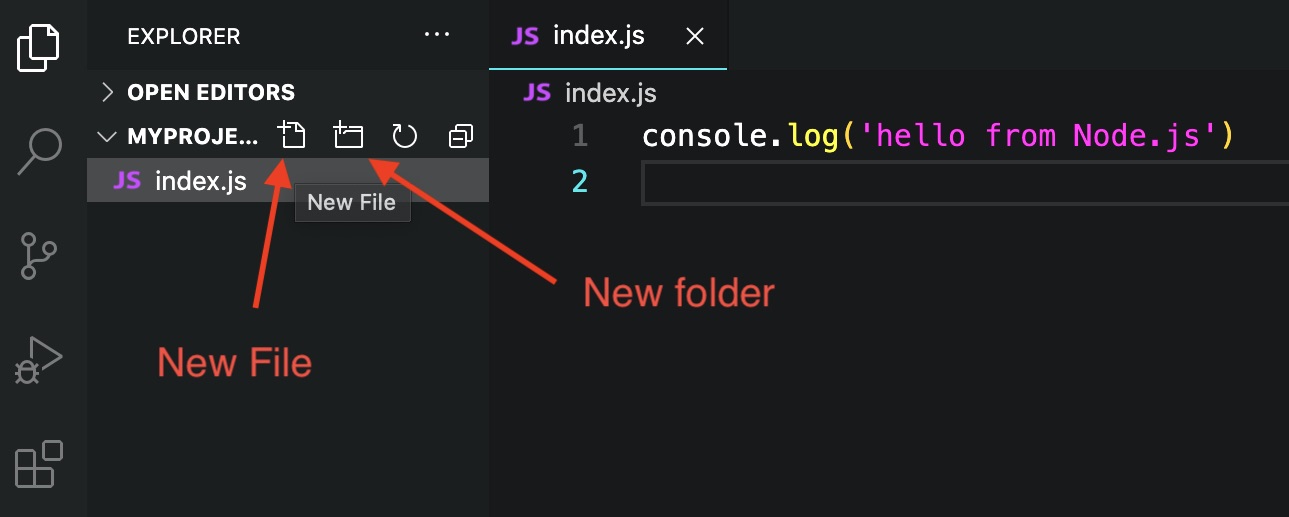 EXPLORER ...
OPEN EDITORS
MYPROJE...
JS index.js
New File
New File
New folder
JS index.js
JS index.js
1 console.log('hello from Node.js')
2